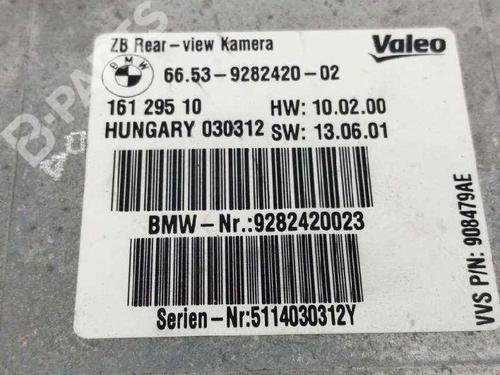 ZB Rear-view Kamera
Valeo
BMW
66.53-9282420-02
161 295 10
HW: 10.02.00
HUNGARY 030312
SW: 13.06.01
BMW-Nr.:9282420023
Serien-Nr:5114030312Y
VVS P/N: 908479AE
B-PARTS